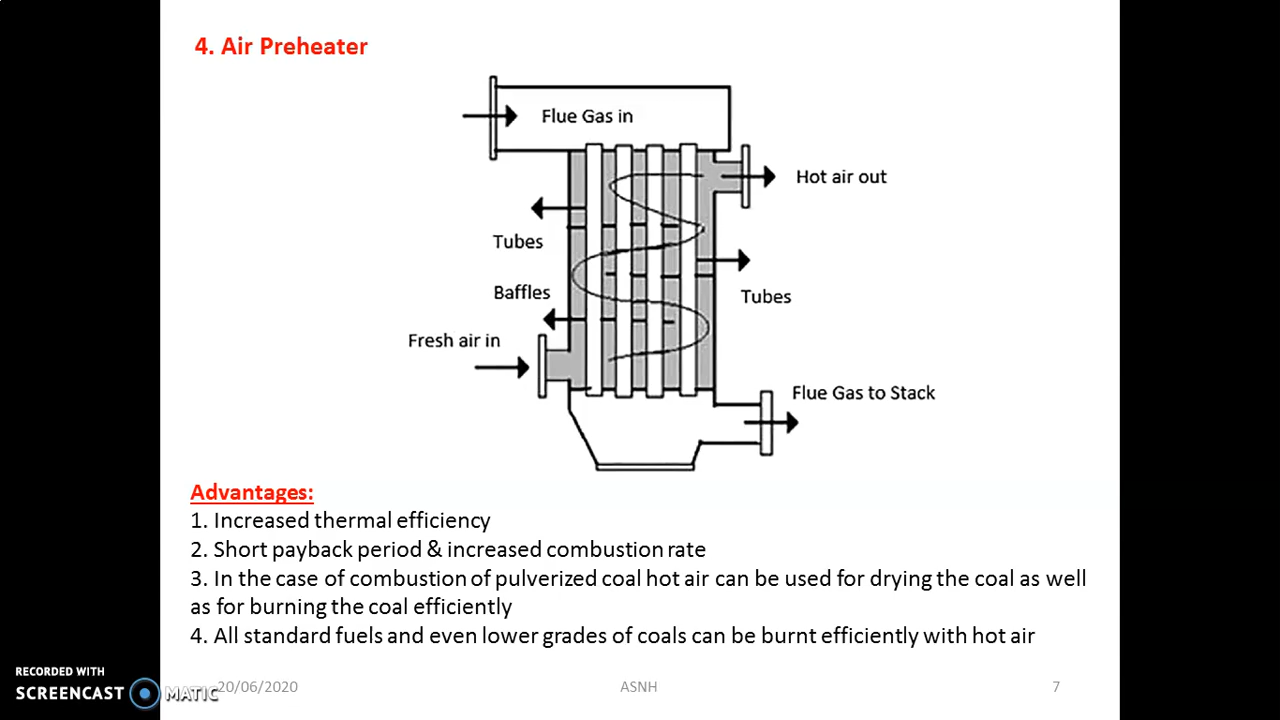 4. Air Preheater
Flue Gas in
Hot air out
Tubes
Baffles
Tubes
Fresh air in
Flue Gas to Stack
Advantages:
1. Increased thermal efficiency
2. Short payback period & increased combustion rate
3. In the case of combustion of pulverized coal hot air can be used for drying the coal as well
as for burning the coal efficiently
4. All standard fuels and even lower grades of coals can be burnt efficiently with hot air
RECORDED WITH
SCREENCAST MATIC
20/06/2020
ASNH
7